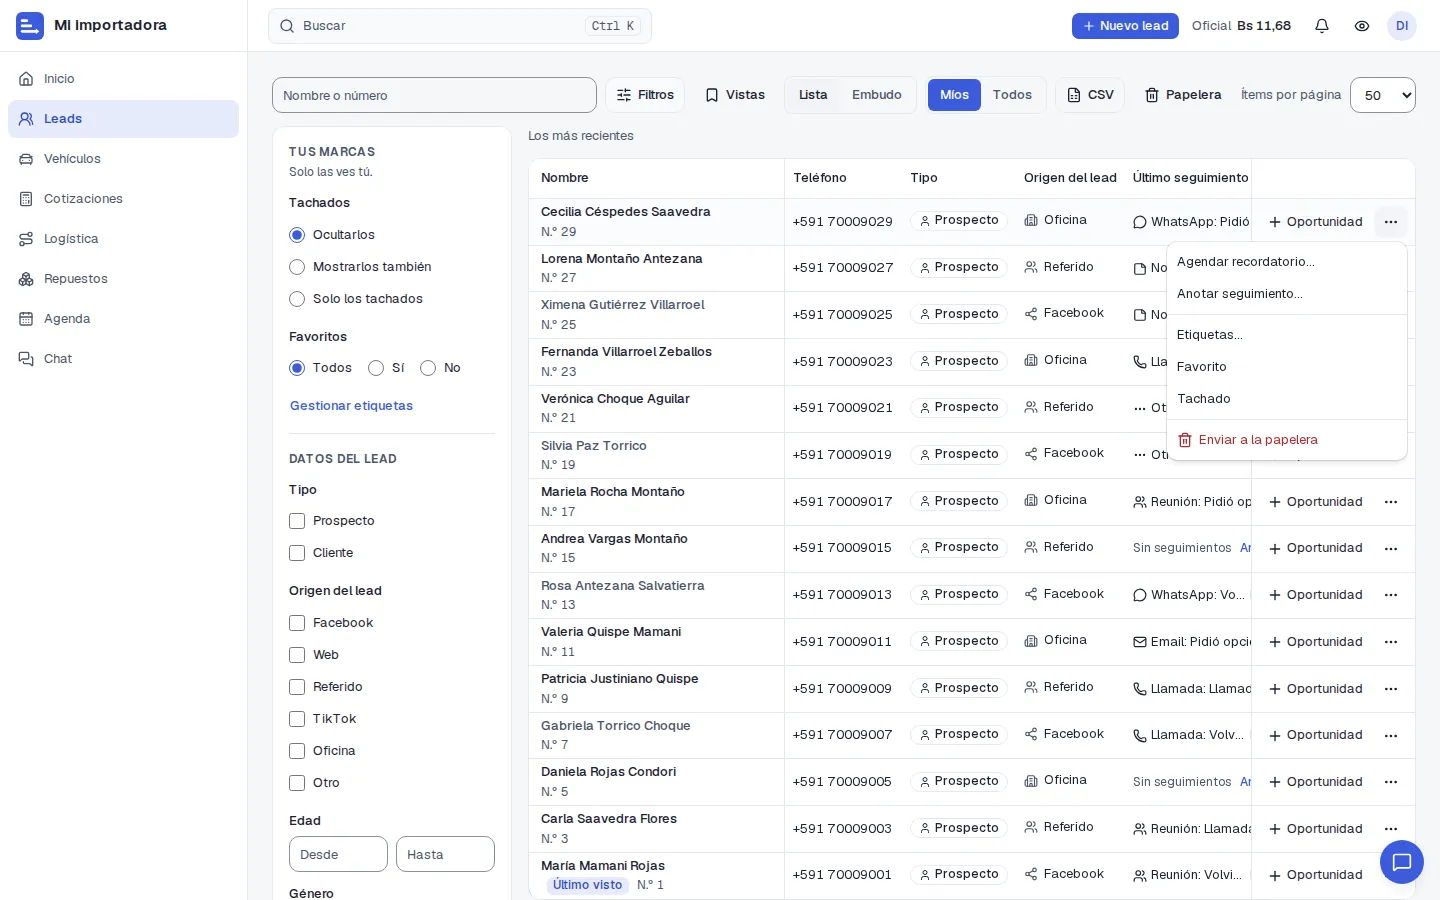 Mi Importadora
Buscar
Ctrl K
Nuevo lead
Oficial Bs 11,68
DI
Inicio
Leads
Vehículos
Cotizaciones
Logística
Repuestos
Agenda
Chat
Nombre o número
Filtros
Vistas
Lista
Embudo
Míos
Todos
CSV
Papelera
Ítems por página
50
TUS MARCAS
Solo las ves tú.
Tachados
Ocultarlos
Mostrarlos también
Solo los tachados
Favoritos
Todos
Sí
No
Gestionar etiquetas
DATOS DEL LEAD
Tipo
Prospecto
Cliente
Origen del lead
Facebook
Web
Referido
TikTok
Oficina
Otro
Edad
Desde
Hasta
Género
Los más recientes
Nombre Teléfono Tipo Origen del lead Último seguimiento
Cecilia Céspedes Saavedra
N.º 29
+591 70009029 Prospecto Oficina WhatsApp: Pidió Oportunidad
Lorena Montaño Antezana
N.º 27
+591 70009027 Prospecto Referido No
Ximena Gutiérrez Villarroel
N.º 25
+591 70009025 Prospecto Facebook No
Fernanda Villarroel Zeballos
N.º 23
+591 70009023 Prospecto Oficina Lla
Verónica Choque Aguilar
N.º 21
+591 70009021 Prospecto Referido Ot
Silvia Paz Torrico
N.º 19
+591 70009019 Prospecto Facebook Ot
Mariela Rocha Montaño
N.º 17
+591 70009017 Prospecto Oficina Reunión: Pidió op Oportunidad
Andrea Vargas Montaño
N.º 15
+591 70009015 Prospecto Referido Sin seguimientos Ar Oportunidad
Rosa Antezana Salvatierra
N.º 13
+591 70009013 Prospecto Facebook WhatsApp: Vo... Oportunidad
Valeria Quispe Mamani
N.º 11
+591 70009011 Prospecto Oficina Email: Pidió opci Oportunidad
Patricia Justiniano Quispe
N.º 9
+591 70009009 Prospecto Referido Llamada: Llamad Oportunidad
Gabriela Torrico Choque
N.º 7
+591 70009007 Prospecto Facebook Llamada: Volv... Oportunidad
Daniela Rojas Condori
N.º 5
+591 70009005 Prospecto Oficina Sin seguimientos Ar Oportunidad
Carla Saavedra Flores
N.º 3
+591 70009003 Prospecto Referido Reunión: Llamada Oportunidad
María Mamani Rojas
Último visto N.º 1
+591 70009001 Prospecto Facebook Reunión: Volvi... Oportunidad
Agendar recordatorio...
Anotar seguimiento...
Etiquetas...
Favorito
Tachado
Enviar a la papelera